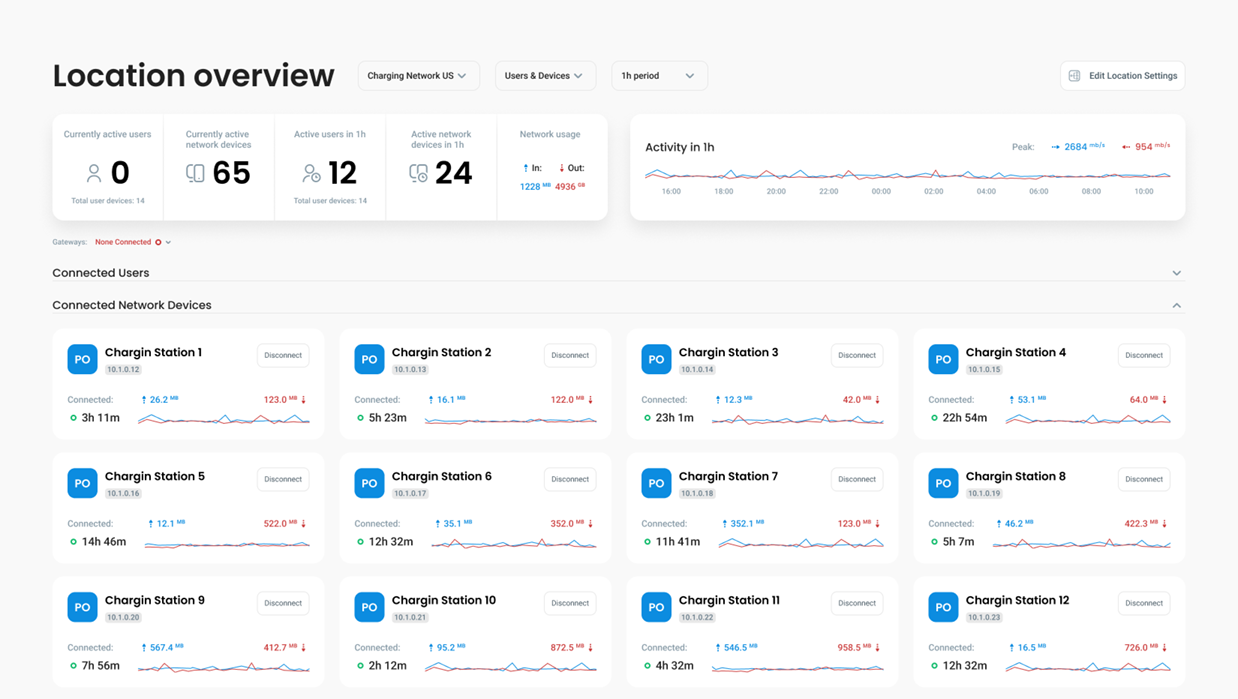 Location overview
Charging Network US
Users & Devices
1h period
Edit Location Settings
Currently active users
0
Total user devices: 14
Currently active
network devices
65
Active users in 1h
12
Total user devices: 14
Active network
devices in 1h
24
Network usage
In: Out:
1228 MB 4936 GB
Activity in 1h
Peak: 2684 mb/s 954 mb/s
16:00 18:00 20:00 22:00 00:00 02:00 04:00 06:00 08:00 10:00
Gateways: None Connected
Connected Users
Connected Network Devices
PO
Chargin Station 1
10.1.0.12
Disconnect
Connected: 26.2 MB 123.0 MB
3h 11m
PO
Chargin Station 2
10.1.0.13
Disconnect
Connected: 16.1 MB 122.0 MB
5h 23m
PO
Chargin Station 3
10.1.0.14
Disconnect
Connected: 12.3 MB 42.0 MB
23h 1m
PO
Chargin Station 4
10.1.0.15
Disconnect
Connected: 53.1 MB 64.0 MB
22h 54m
PO
Chargin Station 5
10.1.0.16
Disconnect
Connected: 12.1 MB 522.0 MB
14h 46m
PO
Chargin Station 6
10.1.0.17
Disconnect
Connected: 35.1 MB 352.0 MB
12h 32m
PO
Chargin Station 7
10.1.0.18
Disconnect
Connected: 352.1 MB 123.0 MB
11h 41m
PO
Chargin Station 8
10.1.0.19
Disconnect
Connected: 46.2 MB 422.3 MB
5h 7m
PO
Chargin Station 9
10.1.0.20
Disconnect
Connected: 567.4 MB 412.7 MB
7h 56m
PO
Chargin Station 10
10.1.0.21
Disconnect
Connected: 95.2 MB 872.5 MB
2h 12m
PO
Chargin Station 11
10.1.0.22
Disconnect
Connected: 546.5 MB 958.5 MB
4h 32m
PO
Chargin Station 12
10.1.0.23
Disconnect
Connected: 16.5 MB 726.0 MB
12h 32m